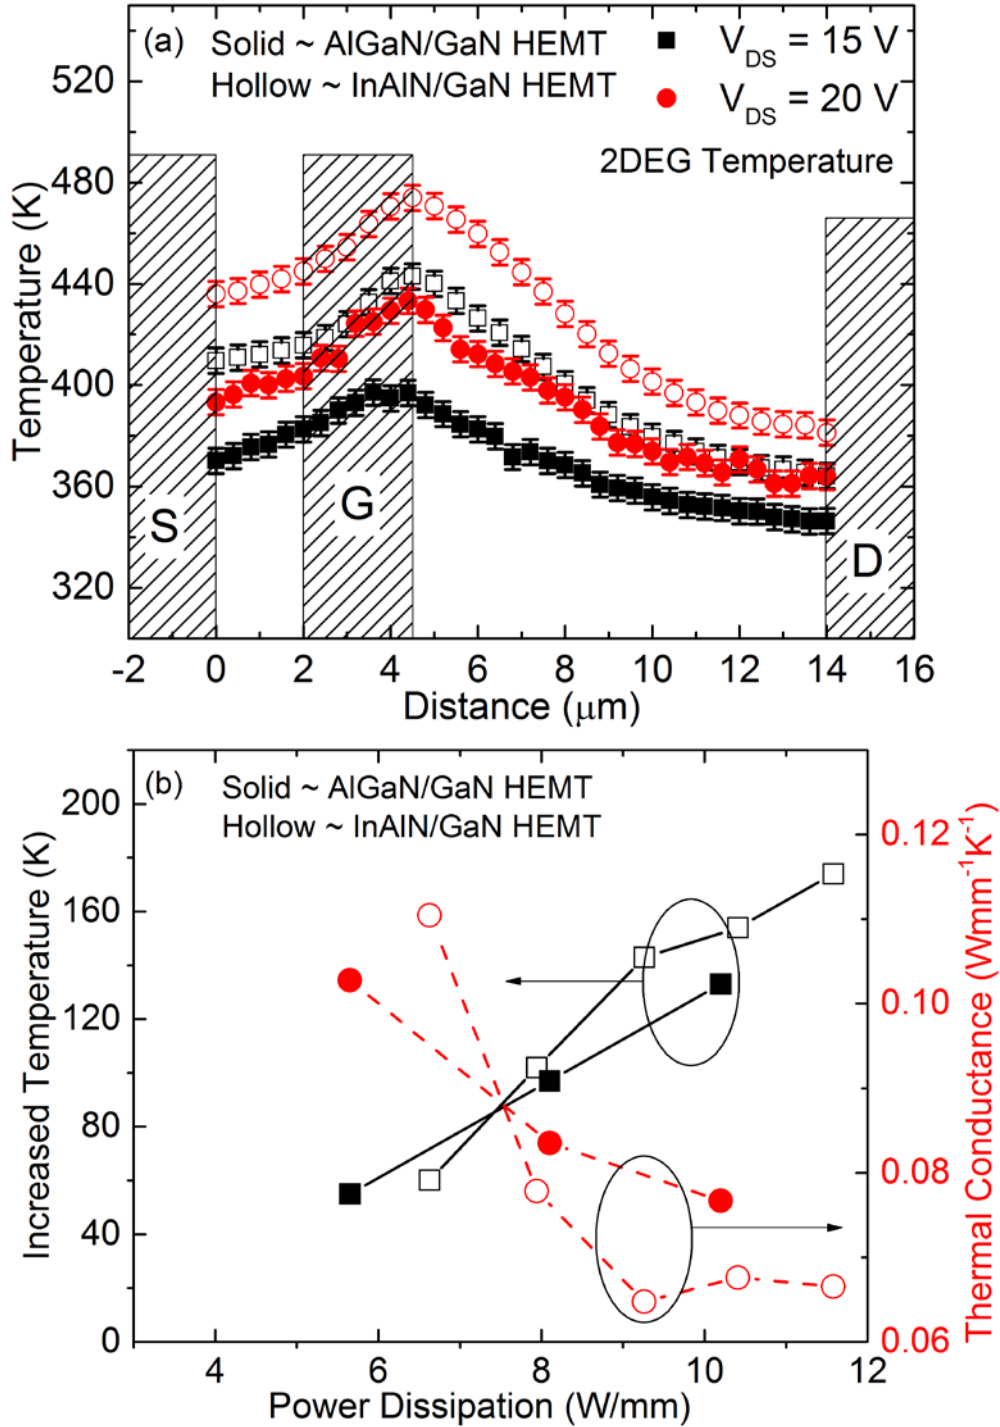 (a) Solid ~ AlGaN/GaN HEMT
Hollow ~ InAlN/GaN HEMT
V_DS = 15 V
V_DS = 20 V
2DEG Temperature
Temperature (K)
520
480
440
400
360
320
S
G
D
-2 0 2 4 6 8 10 12 14 16
Distance (μm)
(b) Solid ~ AlGaN/GaN HEMT
Hollow ~ InAlN/GaN HEMT
Increased Temperature (K)
200
160
120
80
40
0
0.12
0.10
0.08
0.06
Thermal Conductance (Wmm⁻¹K⁻¹)
4 6 8 10 12
Power Dissipation (W/mm)